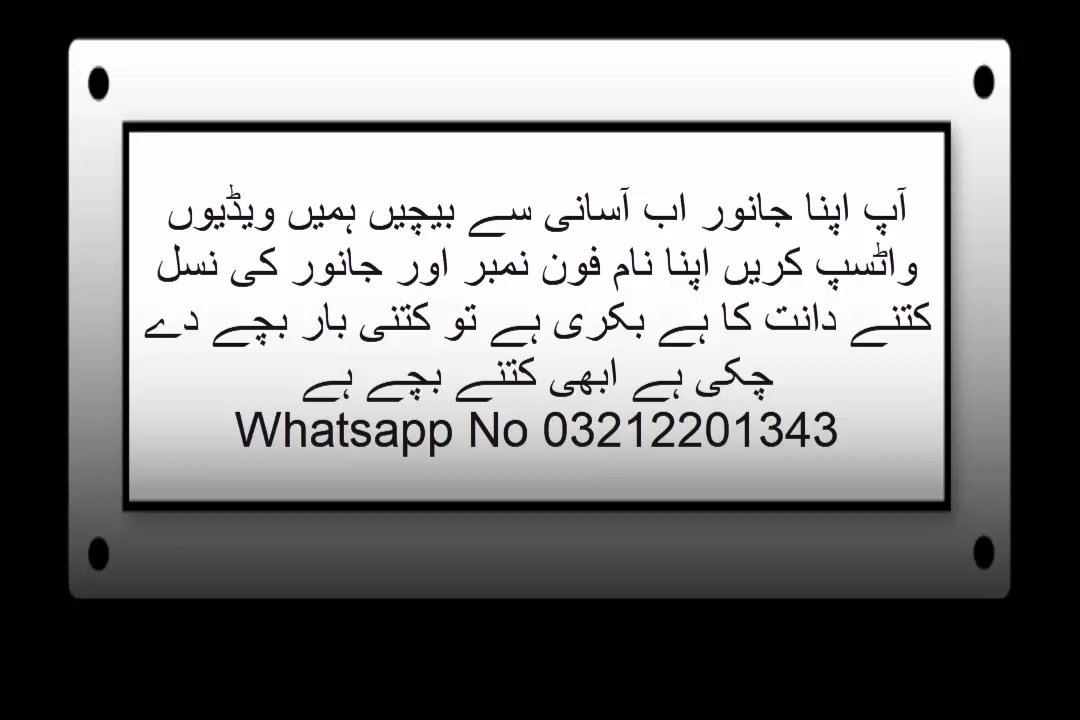 آپ اپنا جانور اب آسانی سے بیچیں ہمیں ویڈیوں
واٹسپ کریں اپنا نام فون نمبر اور جانور کی نسل
کتنے دانت کا ہے بکری ہے تو کتنی بار بچے دے
چکی ہے ابھی کتنے بچے ہے
Whatsapp No 03212201343